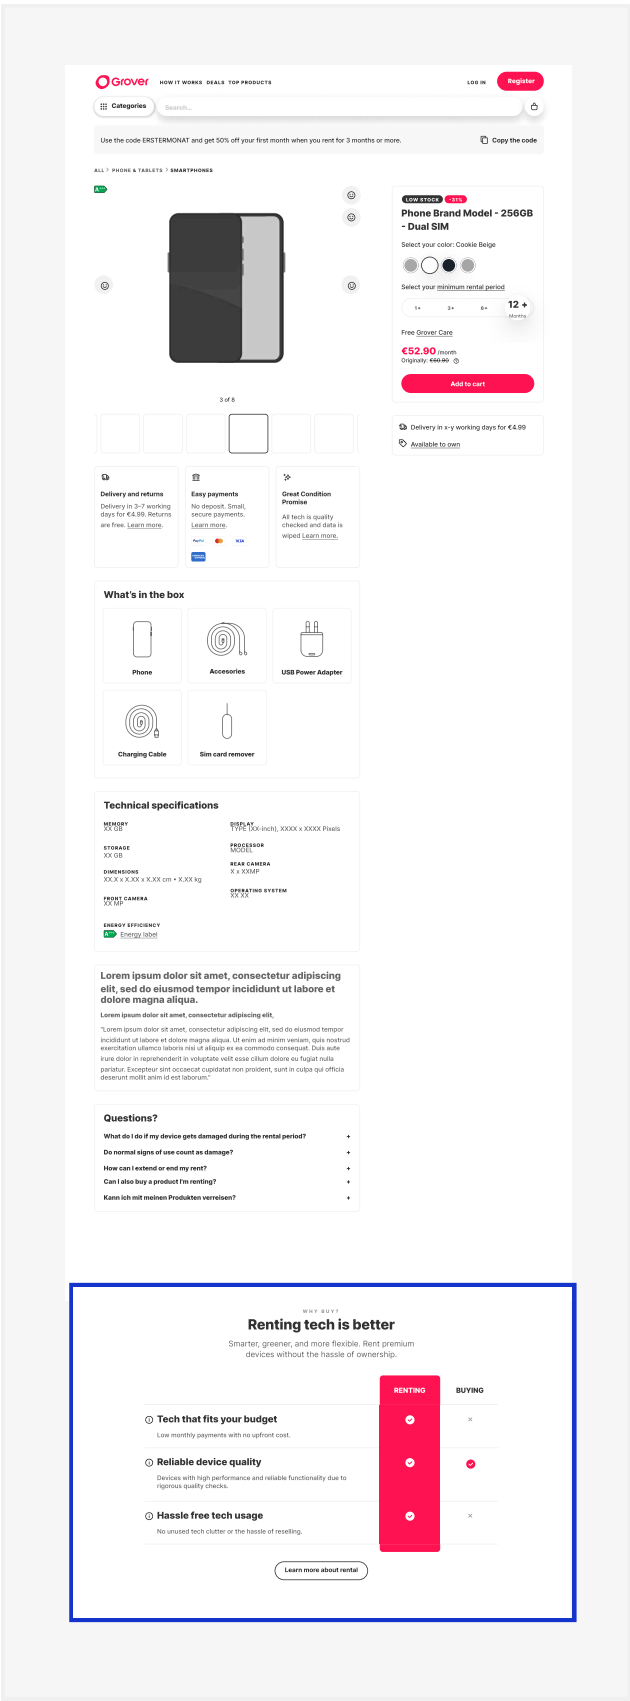 Grover
HOW IT WORKS DEALS TOP PRODUCTS
LOG IN
Register
Categories
Search...
Use the code ERSTERMONAT and get 50% off your first month when you rent for 3 months or more.
Copy the code
ALL > PHONE & TABLETS > SMARTPHONES
LOW STOCK -31%
Phone Brand Model - 256GB
- Dual SIM
Select your color: Cookie Beige
Select your minimum rental period
1+ 3+ 6+ 12 +
Months
Free Grover Care
€52.90 /month
Originally: €60.90
Add to cart
Delivery in x-y working days for €4.99
Available to own
3 of 8
Delivery and returns
Delivery in 3–7 working
days for €4.99. Returns
are free. Learn more.
Easy payments
No deposit. Small,
secure payments.
Learn more.
PayPal
VISA
Great Condition
Promise
All tech is quality
checked and data is
wiped Learn more.
What's in the box
Phone
Accesories
USB Power Adapter
Charging Cable
Sim card remover
Technical specifications
MEMORY
XX GB
STORAGE
XX GB
DIMENSIONS
XX.X x X.XX x X.XX cm • X.XX kg
FRONT CAMERA
XX MP
ENERGY EFFICIENCY
Energy label
DISPLAY
TYPE (XX-inch), XXXX x XXXX Pixels
PROCESSOR
MODEL
REAR CAMERA
X x XXMP
OPERATING SYSTEM
XX XX
Lorem ipsum dolor sit amet, consectetur adipiscing
elit, sed do eiusmod tempor incididunt ut labore et
dolore magna aliqua.
Lorem ipsum dolor sit amet, consectetur adipiscing elit,
"Lorem ipsum dolor sit amet, consectetur adipiscing elit, sed do eiusmod tempor
incididunt ut labore et dolore magna aliqua. Ut enim ad minim veniam, quis nostrud
exercitation ullamco laboris nisi ut aliquip ex ea commodo consequat. Duis aute
irure dolor in reprehenderit in voluptate velit esse cillum dolore eu fugiat nulla
pariatur. Excepteur sint occaecat cupidatat non proident, sunt in culpa qui officia
deserunt mollit anim id est laborum."
Questions?
What do I do if my device gets damaged during the rental period? +
Do normal signs of use count as damage? +
How can I extend or end my rent? +
Can I also buy a product I'm renting? +
Kann ich mit meinen Produkten verreisen? +
WHY BUY?
Renting tech is better
Smarter, greener, and more flexible. Rent premium
devices without the hassle of ownership.
RENTING BUYING
Tech that fits your budget
Low monthly payments with no upfront cost.
Reliable device quality
Devices with high performance and reliable functionality due to
rigorous quality checks.
Hassle free tech usage
No unused tech clutter or the hassle of reselling.
Learn more about rental